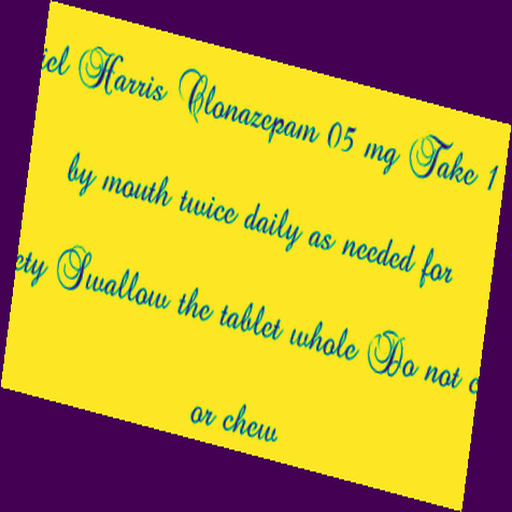 Harris Clonazepam 05 mg Take 1
by mouth twice daily as needed for
Swallow the tablet whole Do not
or chew